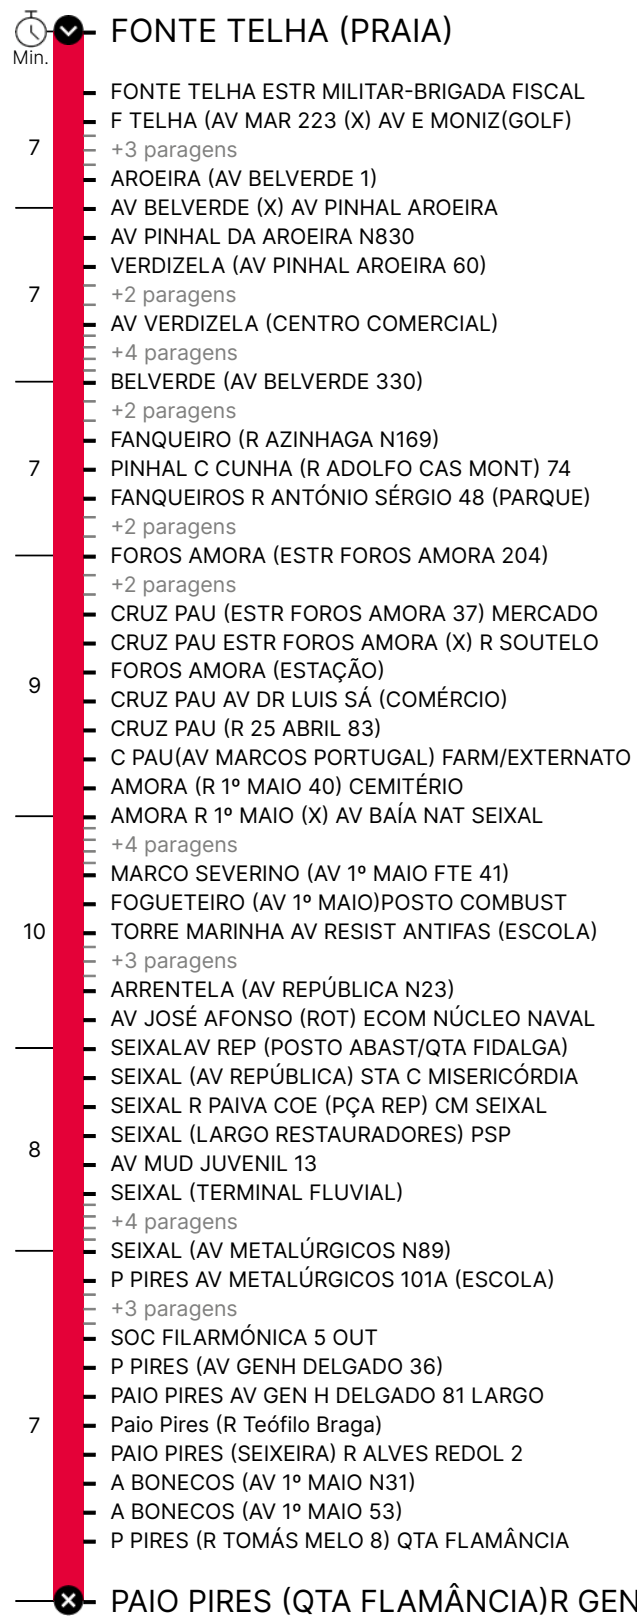 FONTE TELHA (PRAIA)
Min.
FONTE TELHA ESTR MILITAR-BRIGADA FISCAL
F TELHA (AV MAR 223 (X) AV E MONIZ(GOLF)
7
+3 paragens
AROEIRA (AV BELVERDE 1)
AV BELVERDE (X) AV PINHAL AROEIRA
AV PINHAL DA AROEIRA N830
VERDIZELA (AV PINHAL AROEIRA 60)
7
+2 paragens
AV VERDIZELA (CENTRO COMERCIAL)
+4 paragens
BELVERDE (AV BELVERDE 330)
+2 paragens
FANQUEIRO (R AZINHAGA N169)
7
PINHAL C CUNHA (R ADOLFO CAS MONT) 74
FANQUEIROS R ANTÓNIO SÉRGIO 48 (PARQUE)
+2 paragens
FOROS AMORA (ESTR FOROS AMORA 204)
+2 paragens
CRUZ PAU (ESTR FOROS AMORA 37) MERCADO
CRUZ PAU ESTR FOROS AMORA (X) R SOUTELO
FOROS AMORA (ESTAÇÃO)
9
CRUZ PAU AV DR LUIS SÁ (COMÉRCIO)
CRUZ PAU (R 25 ABRIL 83)
C PAU(AV MARCOS PORTUGAL) FARM/EXTERNATO
AMORA (R 1º MAIO 40) CEMITÉRIO
AMORA R 1º MAIO (X) AV BAÍA NAT SEIXAL
+4 paragens
MARCO SEVERINO (AV 1º MAIO FTE 41)
FOGUETEIRO (AV 1º MAIO)POSTO COMBUST
10
TORRE MARINHA AV RESIST ANTIFAS (ESCOLA)
+3 paragens
ARRENTELA (AV REPÚBLICA N23)
AV JOSÉ AFONSO (ROT) ECOM NÚCLEO NAVAL
SEIXALAV REP (POSTO ABAST/QTA FIDALGA)
SEIXAL (AV REPÚBLICA) STA C MISERICÓRDIA
SEIXAL R PAIVA COE (PÇA REP) CM SEIXAL
SEIXAL (LARGO RESTAURADORES) PSP
8
AV MUD JUVENIL 13
SEIXAL (TERMINAL FLUVIAL)
+4 paragens
SEIXAL (AV METALÚRGICOS N89)
P PIRES AV METALÚRGICOS 101A (ESCOLA)
+3 paragens
SOC FILARMÓNICA 5 OUT
P PIRES (AV GENH DELGADO 36)
PAIO PIRES AV GEN H DELGADO 81 LARGO
7
Paio Pires (R Teófilo Braga)
PAIO PIRES (SEIXEIRA) R ALVES REDOL 2
A BONECOS (AV 1º MAIO N31)
A BONECOS (AV 1º MAIO 53)
P PIRES (R TOMÁS MELO 8) QTA FLAMÂNCIA
PAIO PIRES (QTA FLAMÂNCIA)R GEN